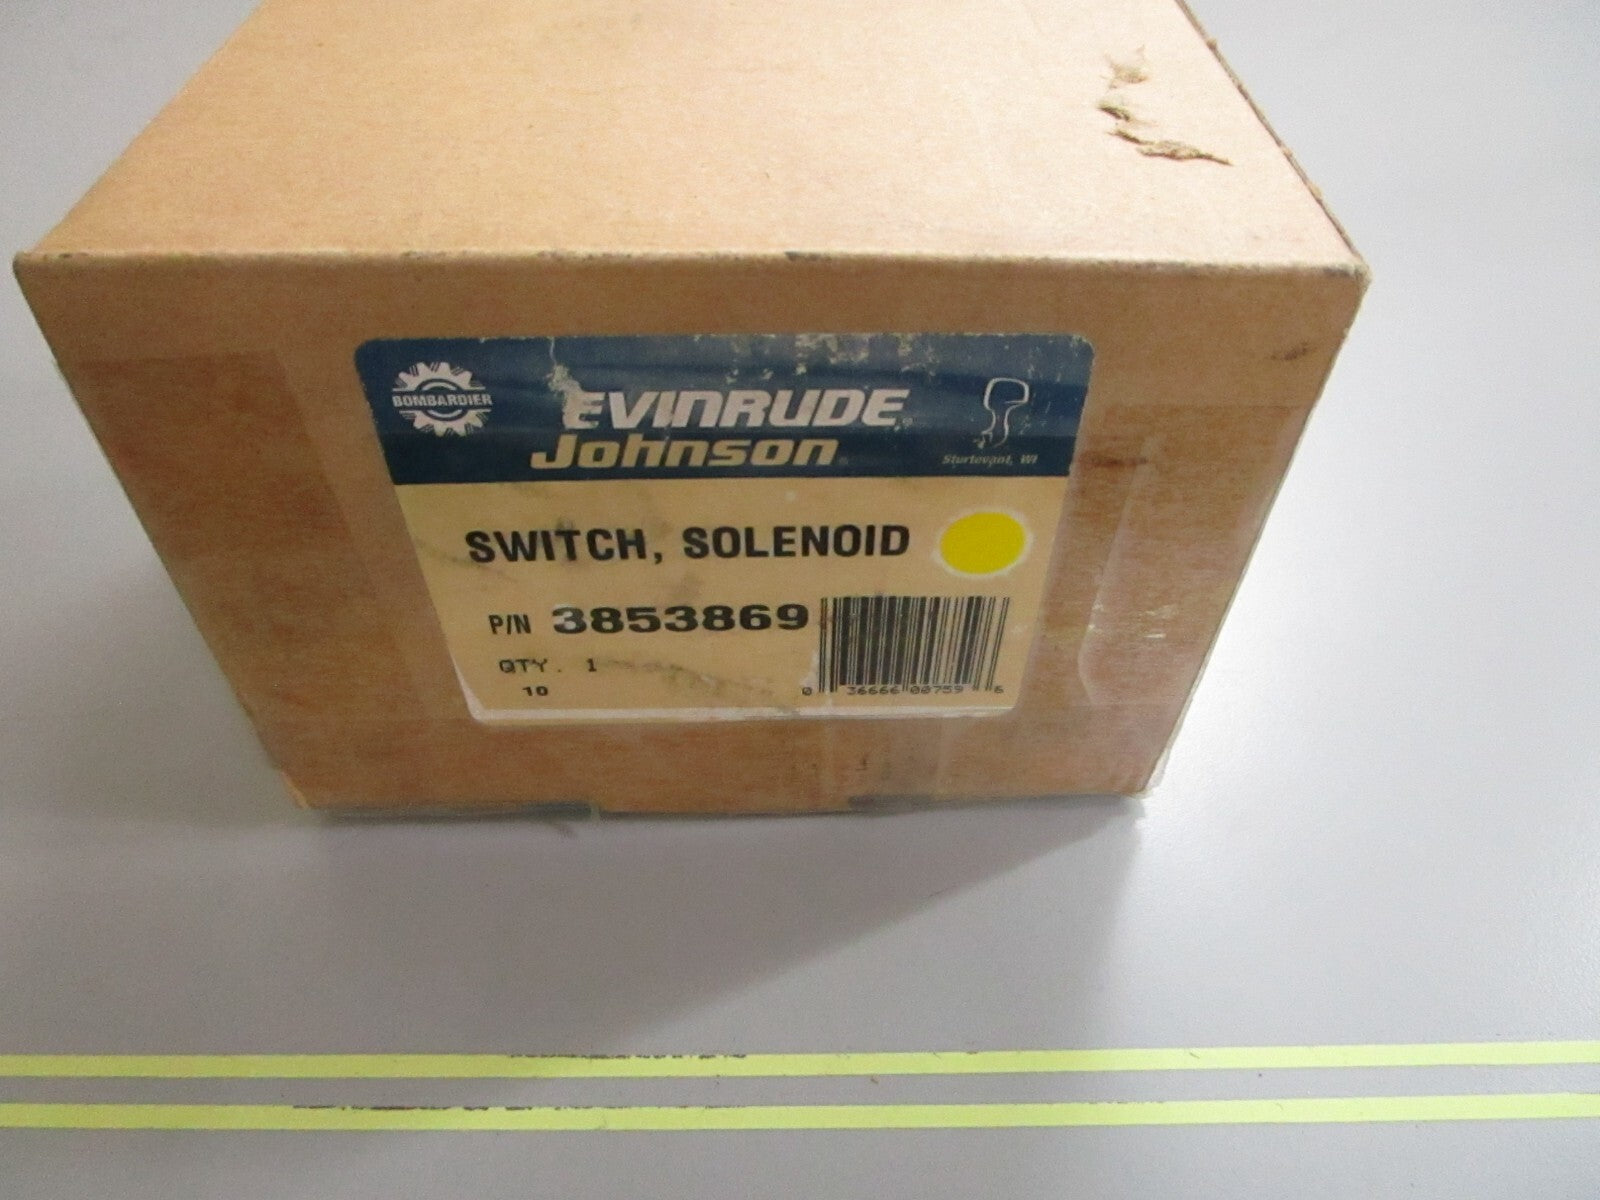 BOMBARDIER
EVINRUDE
Johnson
Sturtevant, WI
SWITCH, SOLENOID
P/N 3853869
QTY. 1
10
0 36666 00759 6